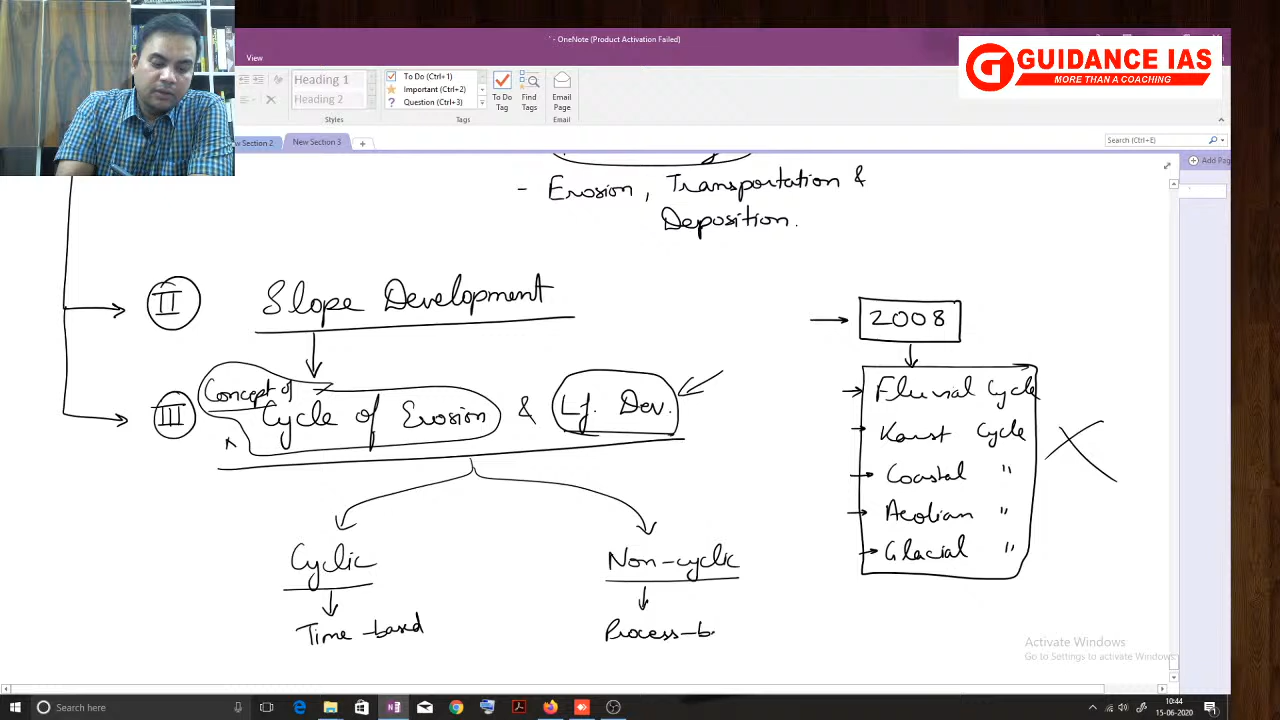 - OneNote (Product Activation Failed)
GUIDANCE IAS
MORE THAN A COACHING
View
Heading 1
Heading 2
Styles
To Do (Ctrl+1)
Important (Ctrl+2)
Question (Ctrl+3)
Tags
To Do Tag
Find Tags
Email Page
Email
Section 2
New Section 3
Search (Ctrl+E)
Add Pag
- Erosion, Transportation &
Deposition.
II Slope Development
III Concept of Cycle of Erosion & Lf. Dev.
Cyclic
Non-cyclic
Time-based
Process-b
2008
Fluvial Cycle
Karst Cycle
Coastal "
Aeolian "
Glacial "
Activate Windows
Go to Settings to activate Windows.
Search here
10:44
15-06-2020